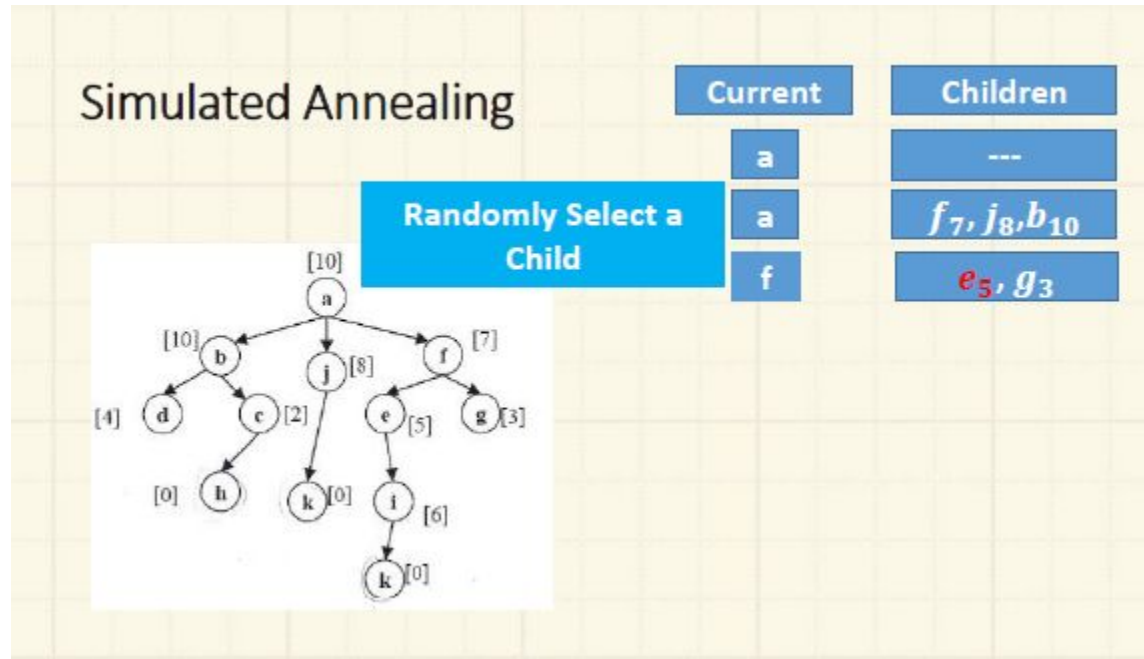 Simulated Annealing
Current
Children
a
---
Randomly Select a
Child
a
f₇, j₈,b₁₀
f
e₅, g₃
[10]
a
[10]
b
j
[8]
f
[7]
[4]
d
c
[2]
e
[5]
g
[3]
[0]
h
k
[0]
i
[6]
k
[0]